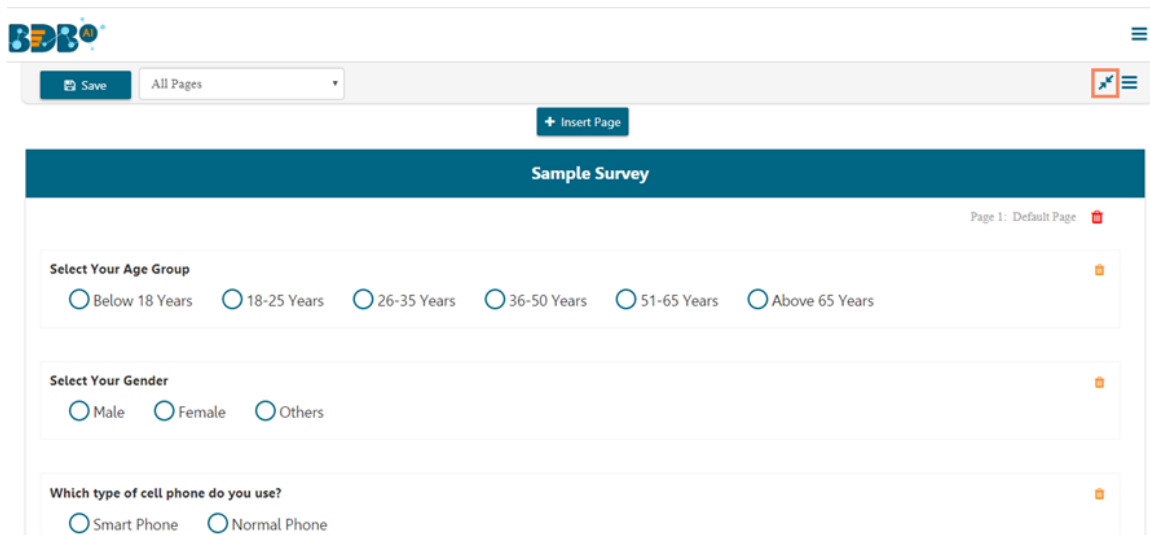 BDB AI
Save All Pages
Insert Page
Sample Survey
Page 1: Default Page
Select Your Age Group
Below 18 Years 18-25 Years 26-35 Years 36-50 Years 51-65 Years Above 65 Years
Select Your Gender
Male Female Others
Which type of cell phone do you use?
Smart Phone Normal Phone